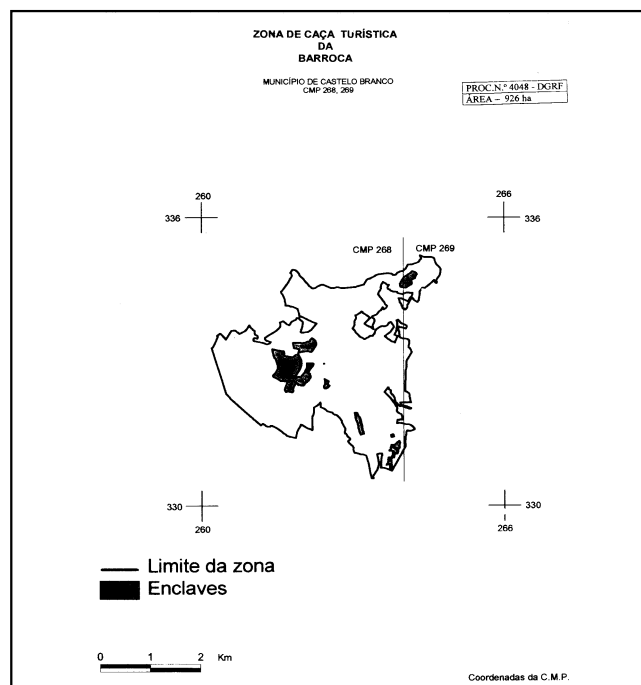 ZONA DE CAÇA TURÍSTICA
DA
BARROCA
MUNICÍPIO DE CASTELO BRANCO
CMP 268, 269
PROC.N.º 4048 - DGRF
ÁREA – 926 ha
260
266
336
336
CMP 268
CMP 269
330
330
260
266
Limite da zona
Enclaves
0 1 2 Km
Coordenadas da C.M.P.